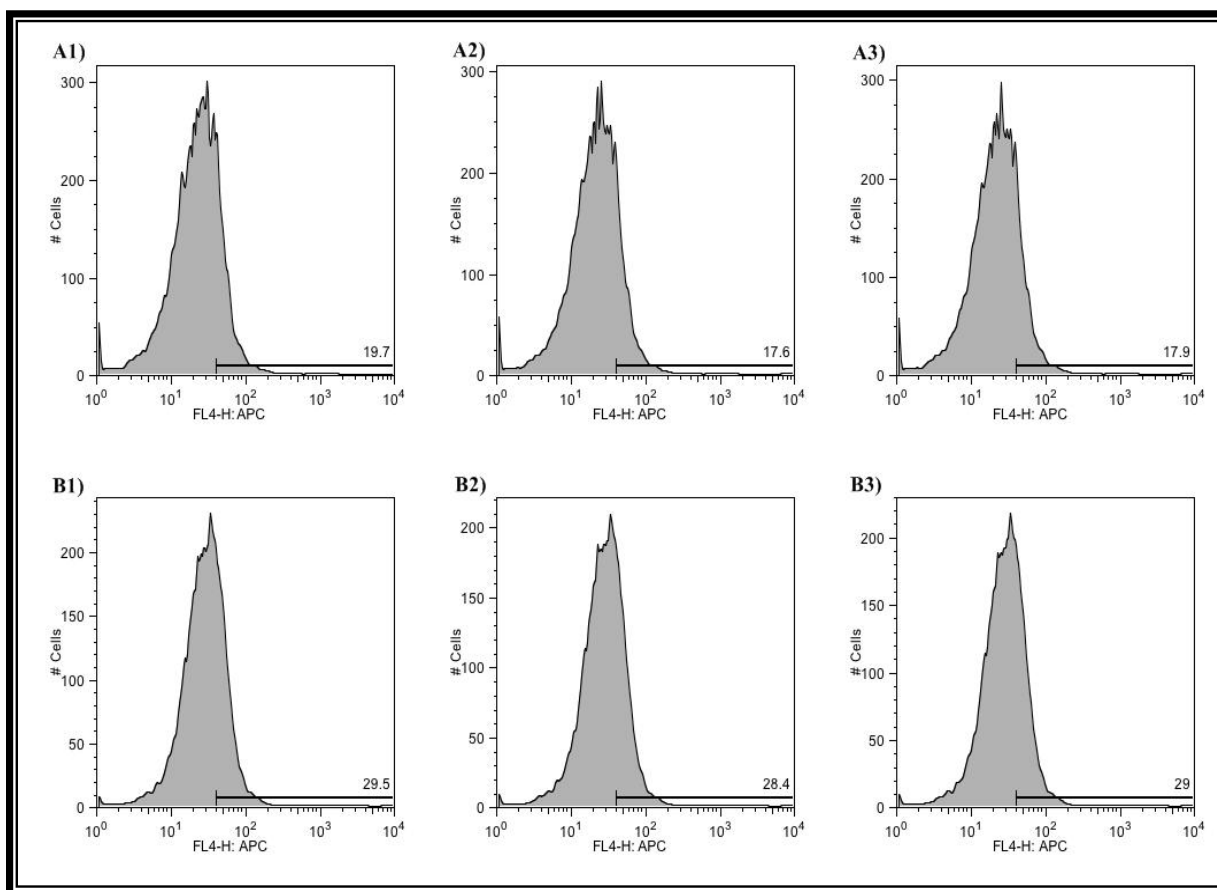 A1) A2) A3)
300 300 300
200 200 200
100 100 100
0 0 0
# Cells # Cells # Cells
19.7 17.6 17.9
10^0 10^1 10^2 10^3 10^4 10^0 10^1 10^2 10^3 10^4 10^0 10^1 10^2 10^3 10^4
FL4-H: APC FL4-H: APC FL4-H: APC
B1) B2) B3)
200 200 200
150 150 150
100 100 100
50 50 50
0 0 0
# Cells # Cells # Cells
29.5 28.4 29
10^0 10^1 10^2 10^3 10^4 10^0 10^1 10^2 10^3 10^4 10^0 10^1 10^2 10^3 10^4
FL4-H: APC FL4-H: APC FL4-H: APC